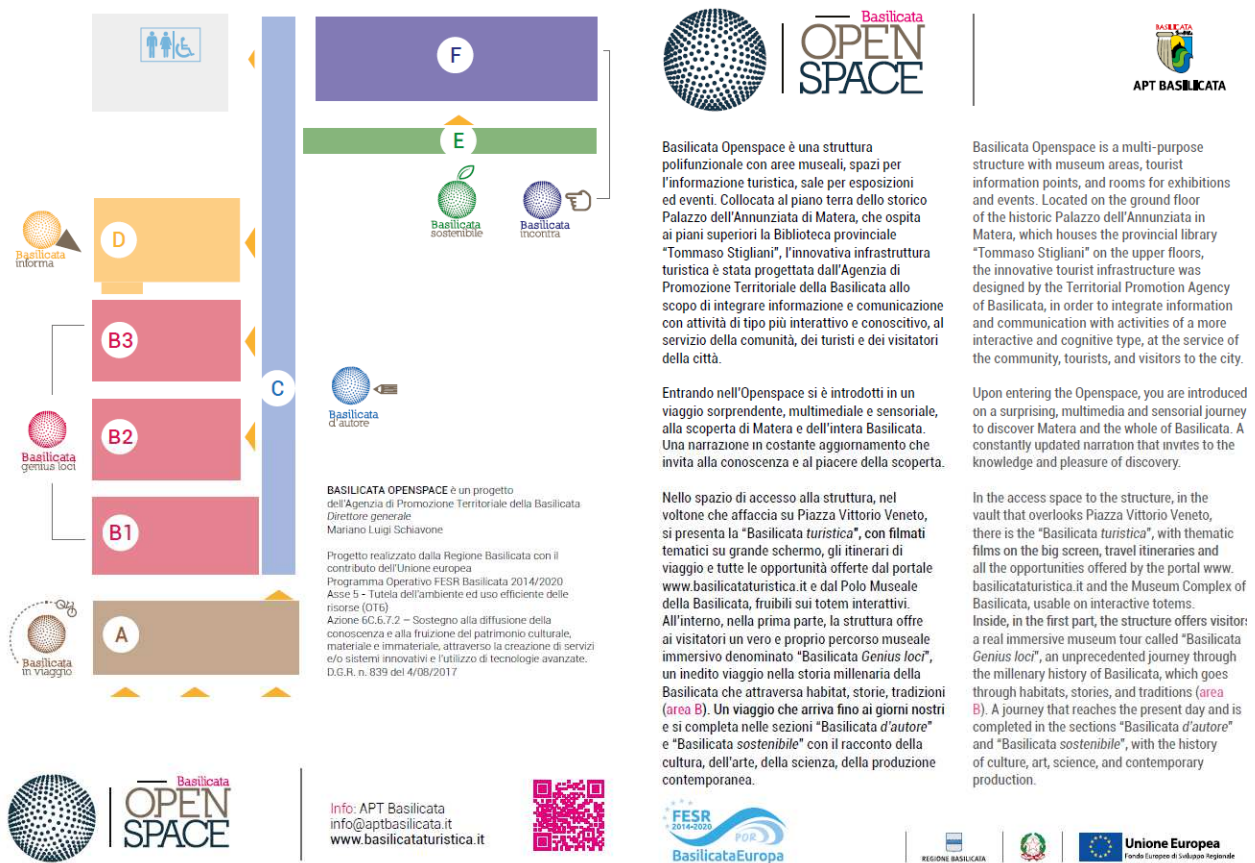 F
E
Basilicata
sostenibile
Basilicata
incontra
D
Basilicata
informa
B3
C
Basilicata
d'autore
B2
Basilicata
genius loci
B1
A
Basilicata
in viaggio
BASILICATA OPENSPACE è un progetto
dell'Agenzia di Promozione Territoriale della Basilicata
Direttore generale
Mariano Luigi Schiavone
Progetto realizzato dalla Regione Basilicata con il
contributo dell'Unione europea
Programma Operativo FESR Basilicata 2014/2020
Asse 5 - Tutela dell'ambiente ed uso efficiente delle
risorse (OT6)
Azione 6C.6.7.2 – Sostegno alla diffusione della
conoscenza e alla fruizione del patrimonio culturale,
materiale e immateriale, attraverso la creazione di servizi
e/o sistemi innovativi e l'utilizzo di tecnologie avanzate.
D.G.R. n. 839 del 4/08/2017
Basilicata
OPEN
SPACE
Info: APT Basilicata
info@aptbasilicata.it
www.basilicataturistica.it
Basilicata
OPEN
SPACE
BASILICATA
APT BASILICATA
Basilicata Openspace è una struttura
polifunzionale con aree museali, spazi per
l'informazione turistica, sale per esposizioni
ed eventi. Collocata al piano terra dello storico
Palazzo dell'Annunziata di Matera, che ospita
ai piani superiori la Biblioteca provinciale
“Tommaso Stigliani”, l'innovativa infrastruttura
turistica è stata progettata dall'Agenzia di
Promozione Territoriale della Basilicata allo
scopo di integrare informazione e comunicazione
con attività di tipo più interattivo e conoscitivo, al
servizio della comunità, dei turisti e dei visitatori
della città.
Entrando nell'Openspace si è introdotti in un
viaggio sorprendente, multimediale e sensoriale,
alla scoperta di Matera e dell'intera Basilicata.
Una narrazione in costante aggiornamento che
invita alla conoscenza e al piacere della scoperta.
Nello spazio di accesso alla struttura, nel
voltone che affaccia su Piazza Vittorio Veneto,
si presenta la “Basilicata turistica”, con filmati
tematici su grande schermo, gli itinerari di
viaggio e tutte le opportunità offerte dal portale
www.basilicataturistica.it e dal Polo Museale
della Basilicata, fruibili sui totem interattivi.
All'interno, nella prima parte, la struttura offre
ai visitatori un vero e proprio percorso museale
immersivo denominato “Basilicata Genius loci”,
un inedito viaggio nella storia millenaria della
Basilicata che attraversa habitat, storie, tradizioni
(area B). Un viaggio che arriva fino ai giorni nostri
e si completa nelle sezioni “Basilicata d'autore”
e “Basilicata sostenibile” con il racconto della
cultura, dell'arte, della scienza, della produzione
contemporanea.
Basilicata Openspace is a multi-purpose
structure with museum areas, tourist
information points, and rooms for exhibitions
and events. Located on the ground floor
of the historic Palazzo dell'Annunziata in
Matera, which houses the provincial library
“Tommaso Stigliani” on the upper floors,
the innovative tourist infrastructure was
designed by the Territorial Promotion Agency
of Basilicata, in order to integrate information
and communication with activities of a more
interactive and cognitive type, at the service of
the community, tourists, and visitors to the city.
Upon entering the Openspace, you are introduced
on a surprising, multimedia and sensorial journey
to discover Matera and the whole of Basilicata. A
constantly updated narration that invites to the
knowledge and pleasure of discovery.
In the access space to the structure, in the
vault that overlooks Piazza Vittorio Veneto,
there is the “Basilicata turistica”, with thematic
films on the big screen, travel itineraries and
all the opportunities offered by the portal www.
basilicataturistica.it and the Museum Complex of
Basilicata, usable on interactive totems.
Inside, in the first part, the structure offers visitors
a real immersive museum tour called “Basilicata
Genius loci”, an unprecedented journey through
the millenary history of Basilicata, which goes
through habitats, stories, and traditions (area
B). A journey that reaches the present day and is
completed in the sections “Basilicata d'autore”
and “Basilicata sostenibile”, with the history
of culture, art, science, and contemporary
production.
FESR
2014-2020
POR
BasilicataEuropa
REGIONE BASILICATA
Unione Europea
Fondo Europeo di Sviluppo Regionale